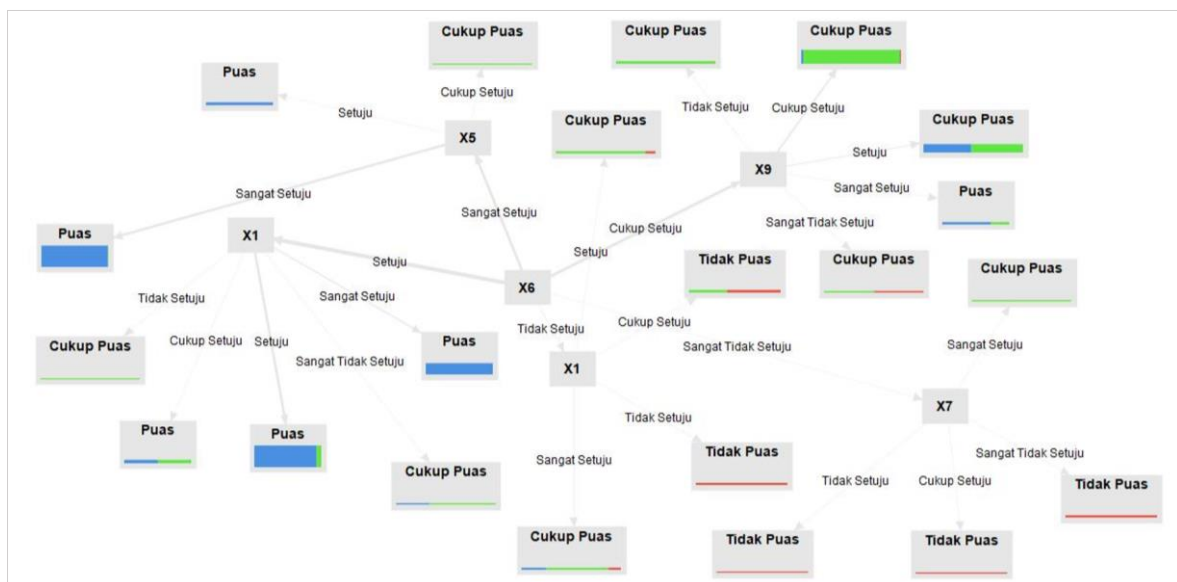 Cukup Puas
Cukup Puas
Cukup Puas
Puas
Cukup Setuju
Tidak Setuju
Cukup Setuju
Setuju
Cukup Puas
Cukup Puas
X5
Setuju
X9
Sangat Setuju
Puas
Sangat Setuju
Sangat Setuju
Cukup Setuju
Sangat Tidak Setuju
Puas
X1
Setuju
Setuju
Tidak Puas
Cukup Puas
Cukup Puas
X6
Tidak Setuju
Sangat Setuju
Tidak Setuju
Cukup Setuju
Cukup Setuju
Setuju
Puas
Sangat Tidak Setuju
Sangat Setuju
Cukup Puas
Sangat Tidak Setuju
X1
X7
Puas
Puas
Tidak Setuju
Cukup Puas
Sangat Setuju
Tidak Puas
Sangat Tidak Setuju
Tidak Setuju
Cukup Setuju
Tidak Puas
Cukup Puas
Tidak Puas
Tidak Puas